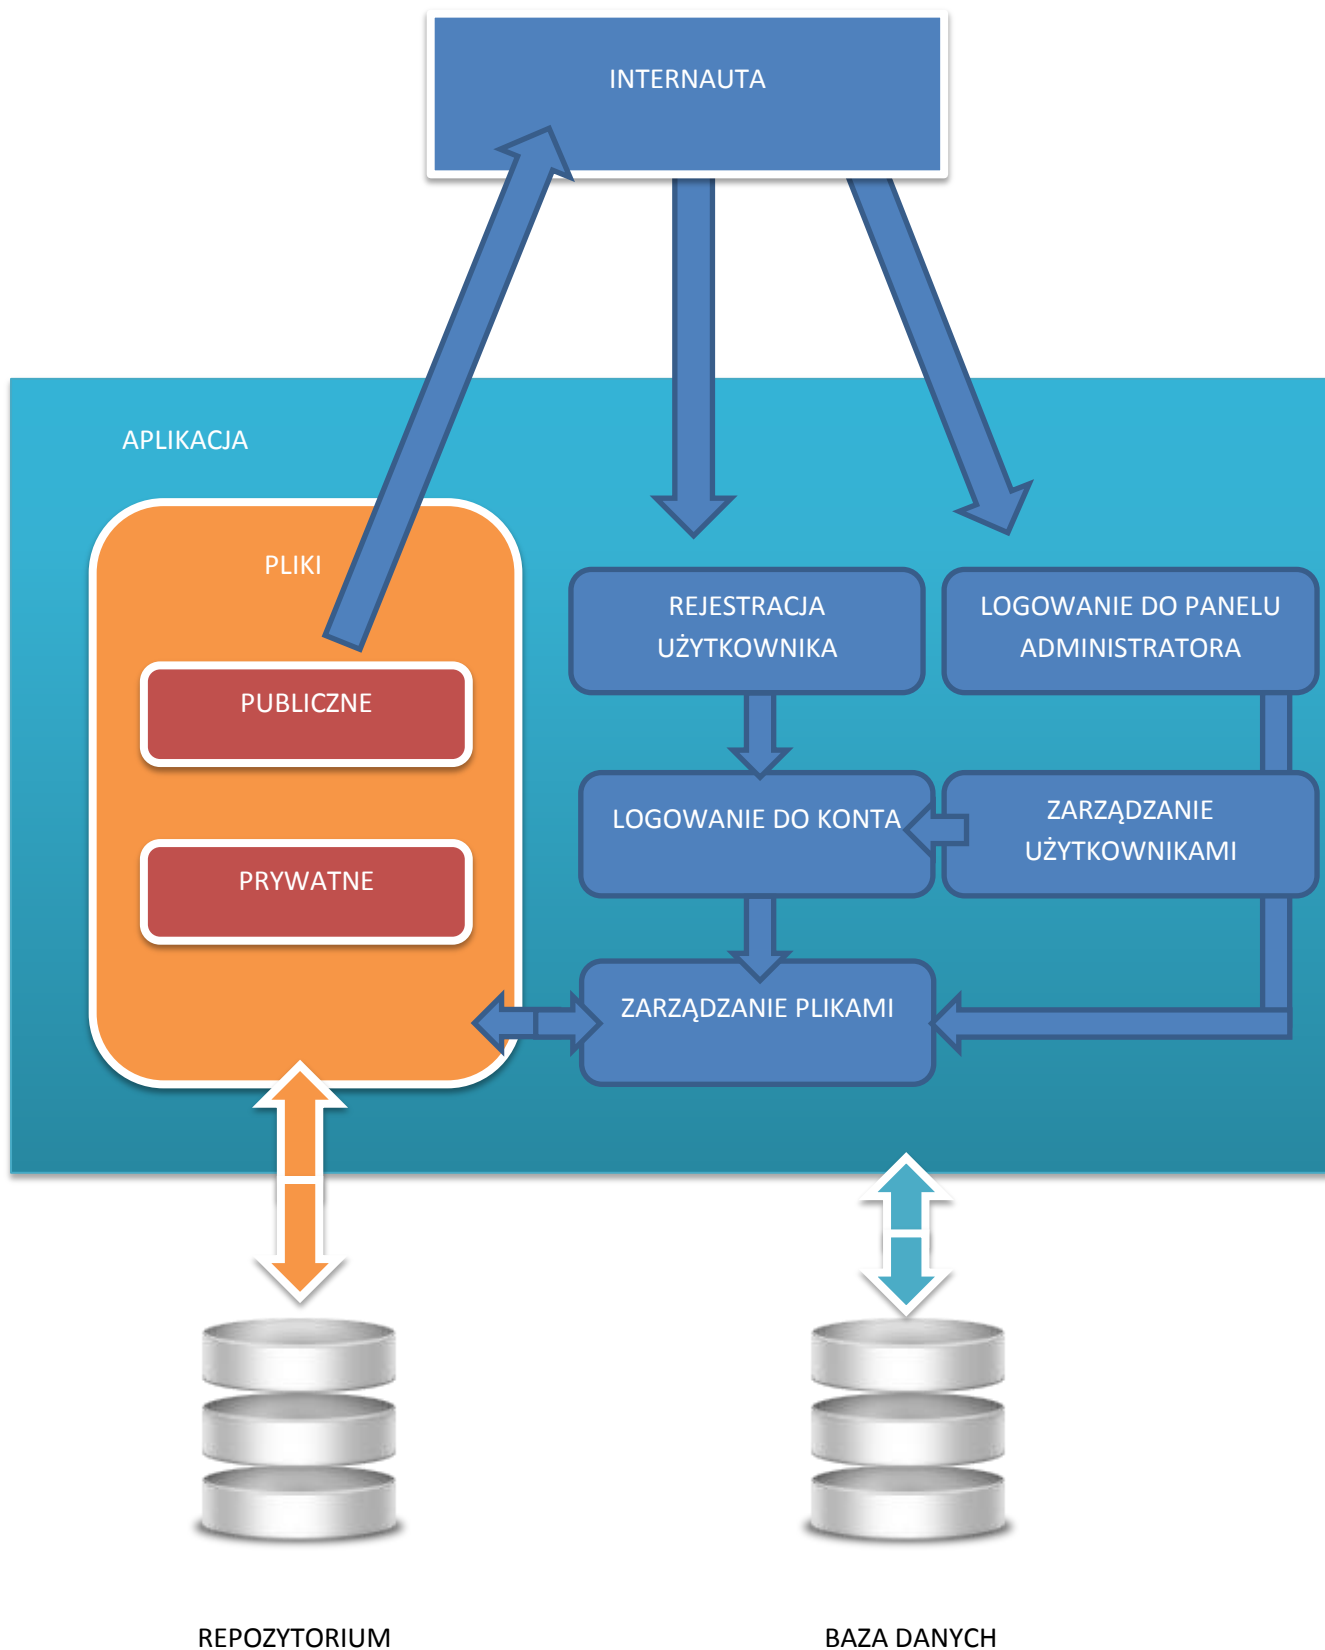 INTERNAUTA
APLIKACJA
PLIKI
PUBLICZNE
PRYWATNE
REJESTRACJA
UŻYTKOWNIKA
LOGOWANIE DO PANELU
ADMINISTRATORA
LOGOWANIE DO KONTA
ZARZĄDZANIE
UŻYTKOWNIKAMI
ZARZĄDZANIE PLIKAMI
REPOZYTORIUM
BAZA DANYCH